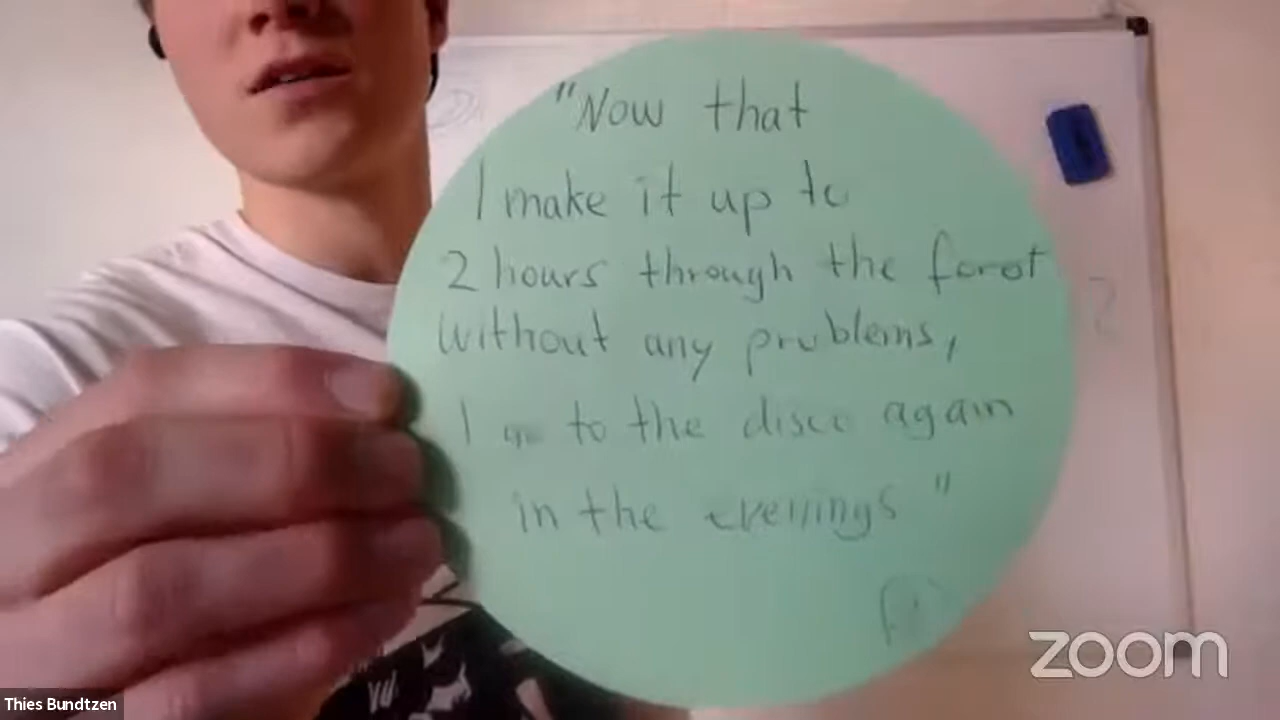 "Now that
I make it up to
2 hours through the forot
without any problems,
I to the disco again
in the evenings"
zoom
Thies Bundtzen